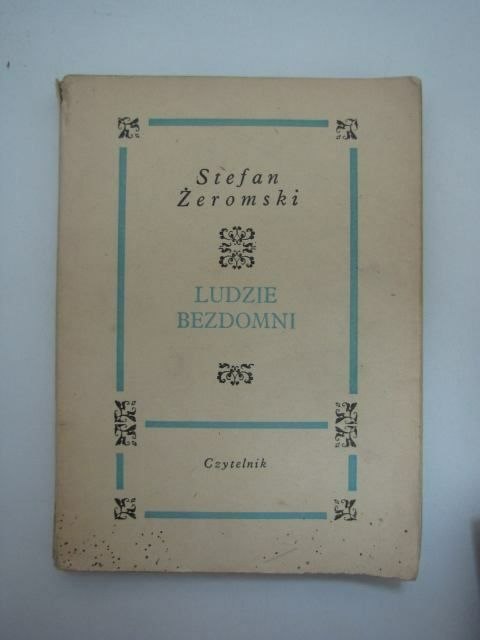 Stefan
Żeromski
LUDZIE
BEZDOMNI
Czytelnik